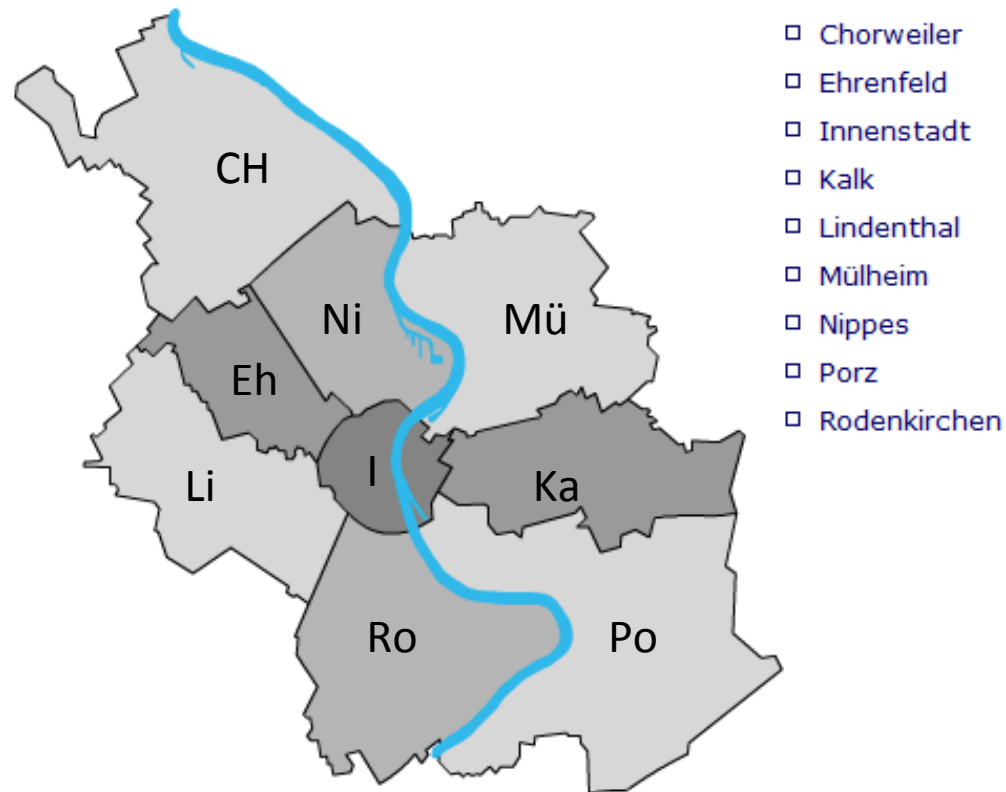 Chorweiler
Ehrenfeld
Innenstadt
Kalk
Lindenthal
Mülheim
Nippes
Porz
Rodenkirchen
CH
Ni
Mü
Eh
I
Li
Ka
Ro
Po